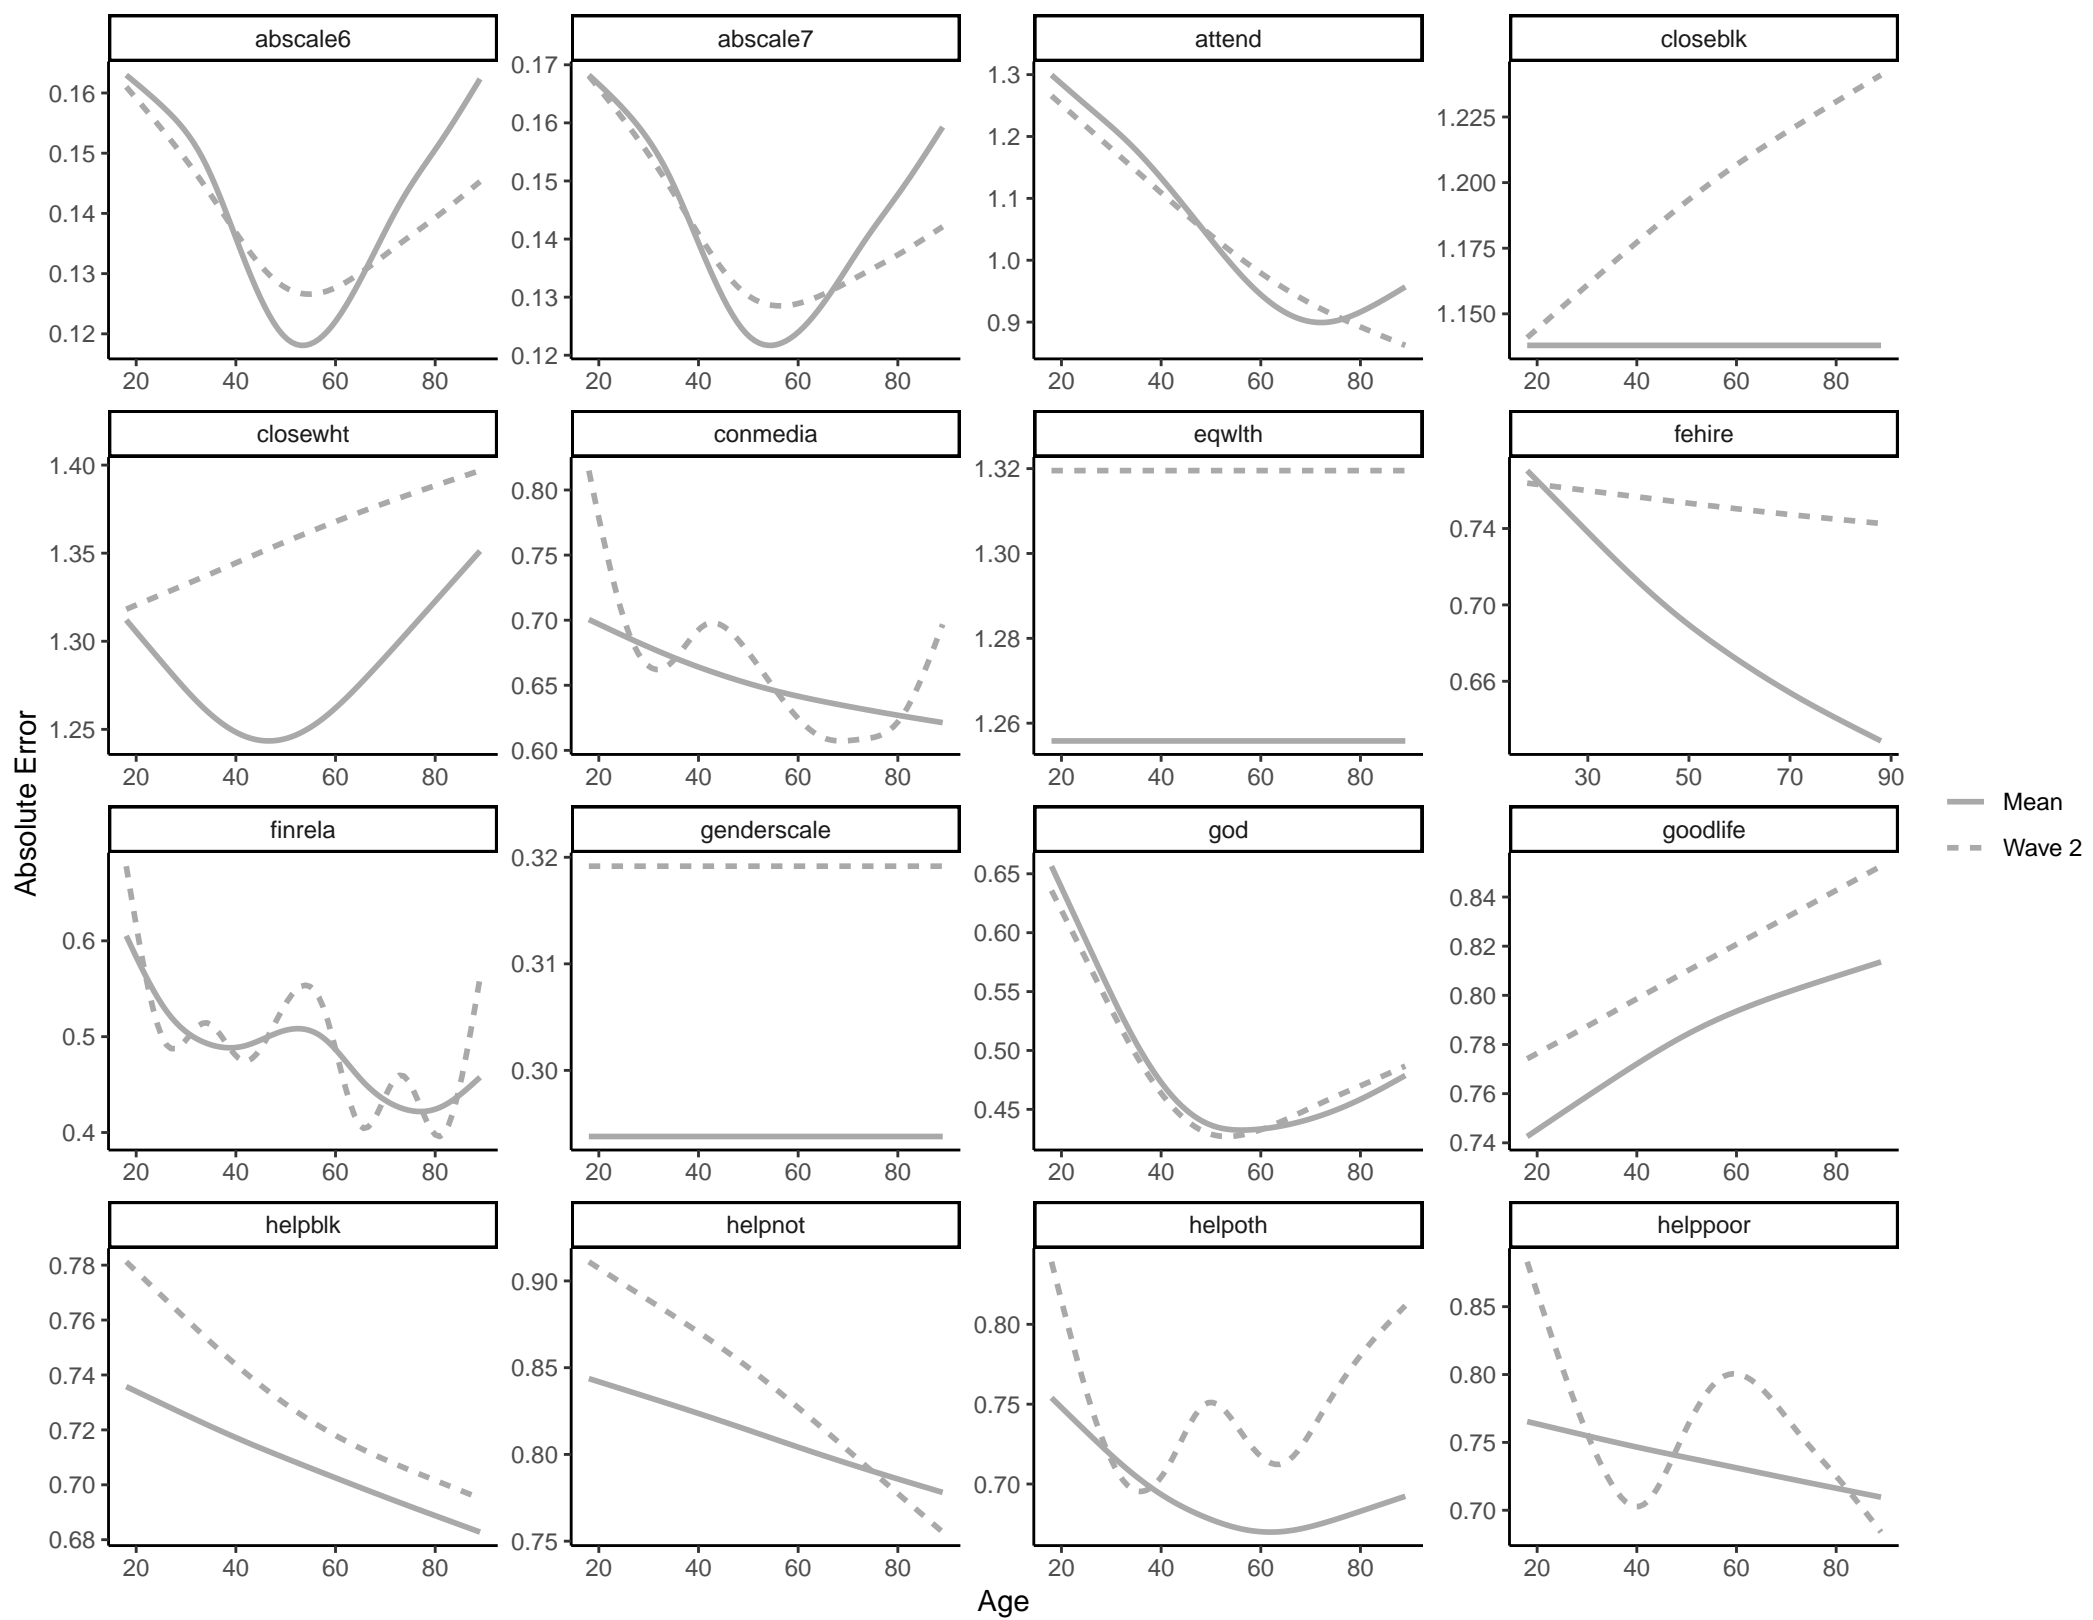 abscale6 abscale7 attend closeblk
0.16 0.15 0.14 0.13 0.12
0.17 0.16 0.15 0.14 0.13 0.12
1.3 1.2 1.1 1.0 0.9
1.225 1.200 1.175 1.150
20 40 60 80 20 40 60 80 20 40 60 80 20 40 60 80
closewht conmedia eqwlth fehire
1.40 1.35 1.30 1.25
0.80 0.75 0.70 0.65 0.60
1.32 1.30 1.28 1.26
0.74 0.70 0.66
20 40 60 80 20 40 60 80 20 40 60 80 30 50 70 90
finrela genderscale god goodlife
0.6 0.5 0.4
0.32 0.31 0.30
0.65 0.60 0.55 0.50 0.45
0.84 0.82 0.80 0.78 0.76 0.74
20 40 60 80 20 40 60 80 20 40 60 80 20 40 60 80
helpblk helpnot helpoth helppoor
0.78 0.76 0.74 0.72 0.70 0.68
0.90 0.85 0.80 0.75
0.80 0.75 0.70
0.85 0.80 0.75 0.70
20 40 60 80 20 40 60 80 20 40 60 80 20 40 60 80
Absolute Error
Age
Mean
Wave 2